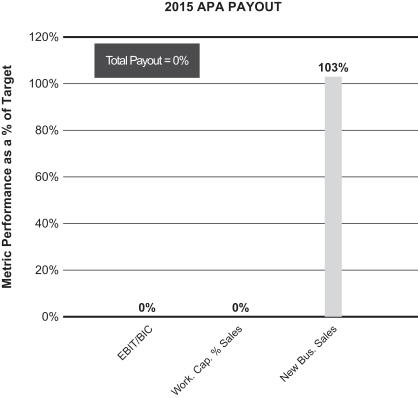 2015 APA PAYOUT
Metric Performance as a % of Target
120%
Total Payout = 0%
103%
100%
80%
60%
40%
20%
0%
0%
0%
EBIT/BIC
Work. Cap. % Sales
New Bus. Sales